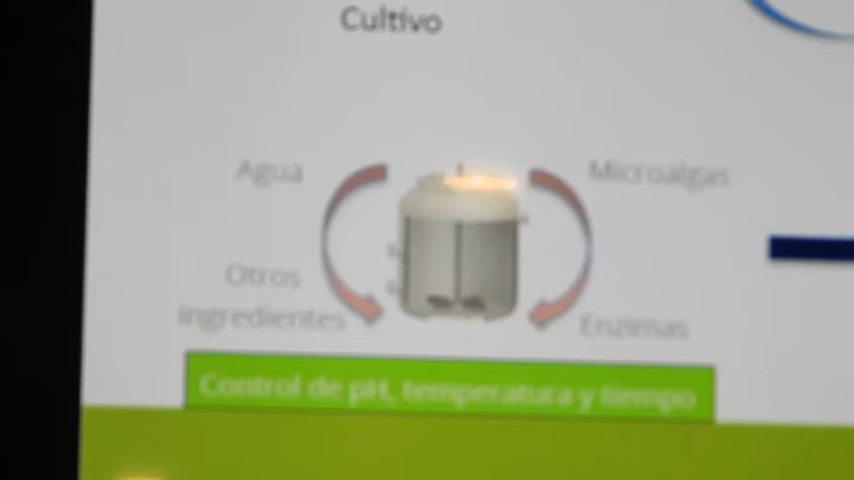 Cultivo
Agua
Microalgas
Otros
ingredientes
Enzimas
Control de pH, temperatura y tiempo